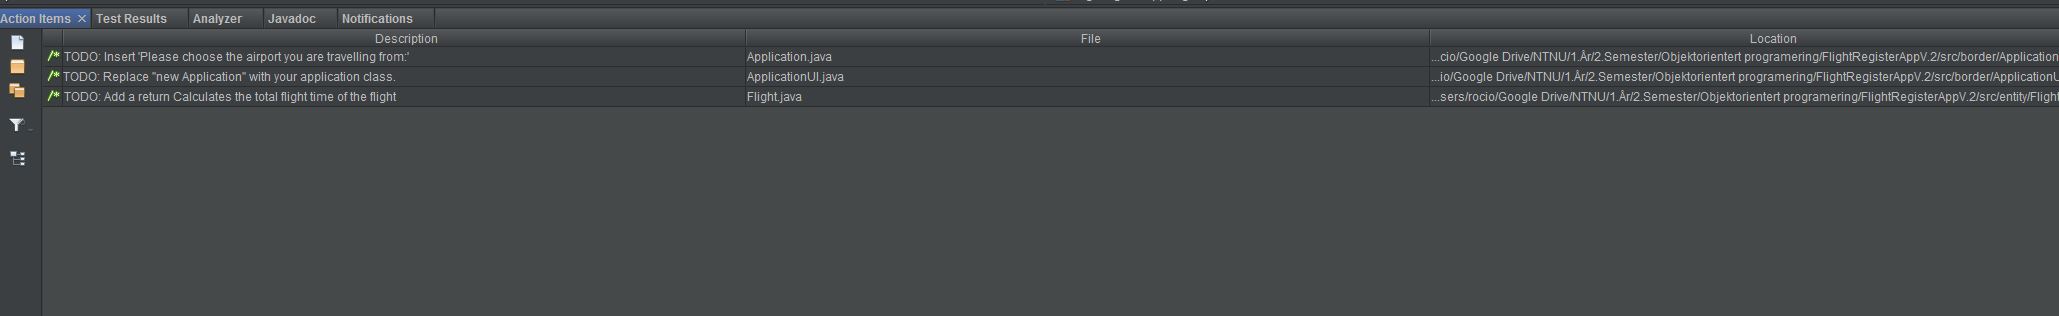 Action Items Test Results Analyzer Javadoc Notifications
Description File Location
/* TODO: Insert 'Please choose the airport you are travelling from:' Application.java ...cio/Google Drive/NTNU/1.År/2.Semester/Objektorientert programering/FlightRegisterAppV.2/src/border/Application
/* TODO: Replace "new Application" with your application class. ApplicationUI.java ...io/Google Drive/NTNU/1.År/2.Semester/Objektorientert programering/FlightRegisterAppV.2/src/border/ApplicationU
/* TODO: Add a return Calculates the total flight time of the flight Flight.java ...sers/rocio/Google Drive/NTNU/1.År/2.Semester/Objektorientert programering/FlightRegisterAppV.2/src/entity/Flight